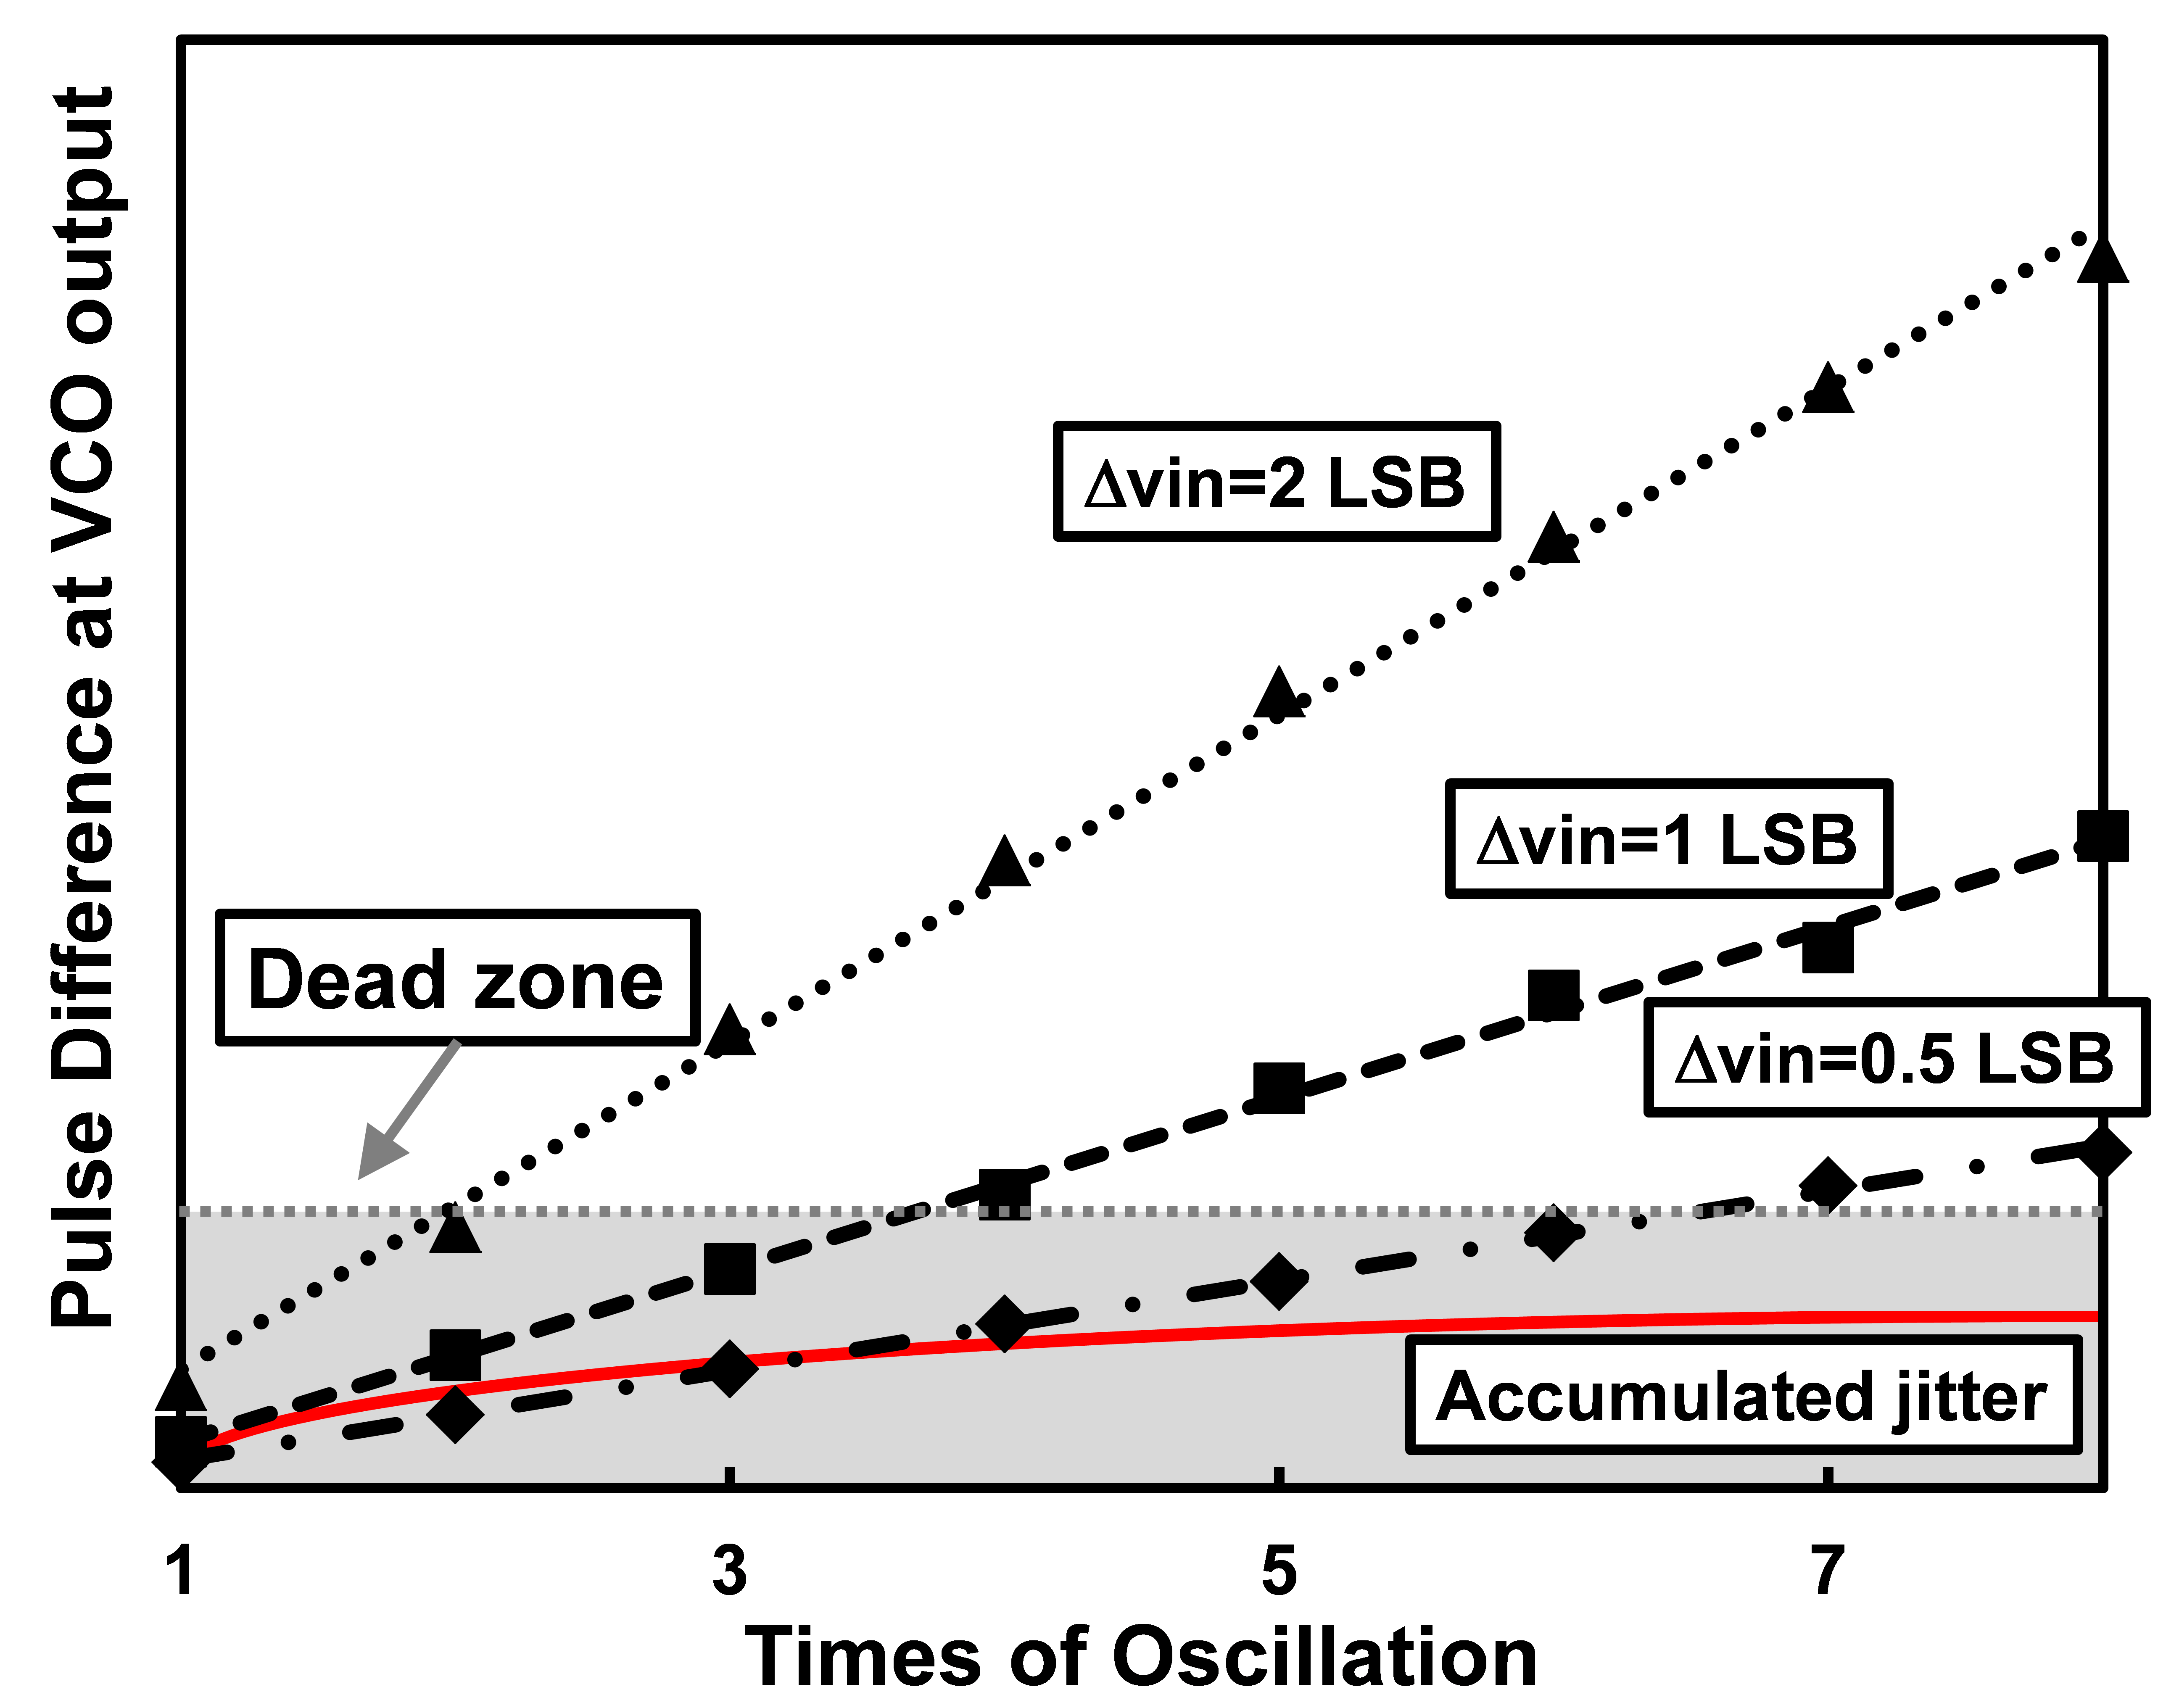 Pulse Difference at VCO output
Δvin=2 LSB
Δvin=1 LSB
Dead zone
Δvin=0.5 LSB
Accumulated jitter
1 3 5 7
Times of Oscillation